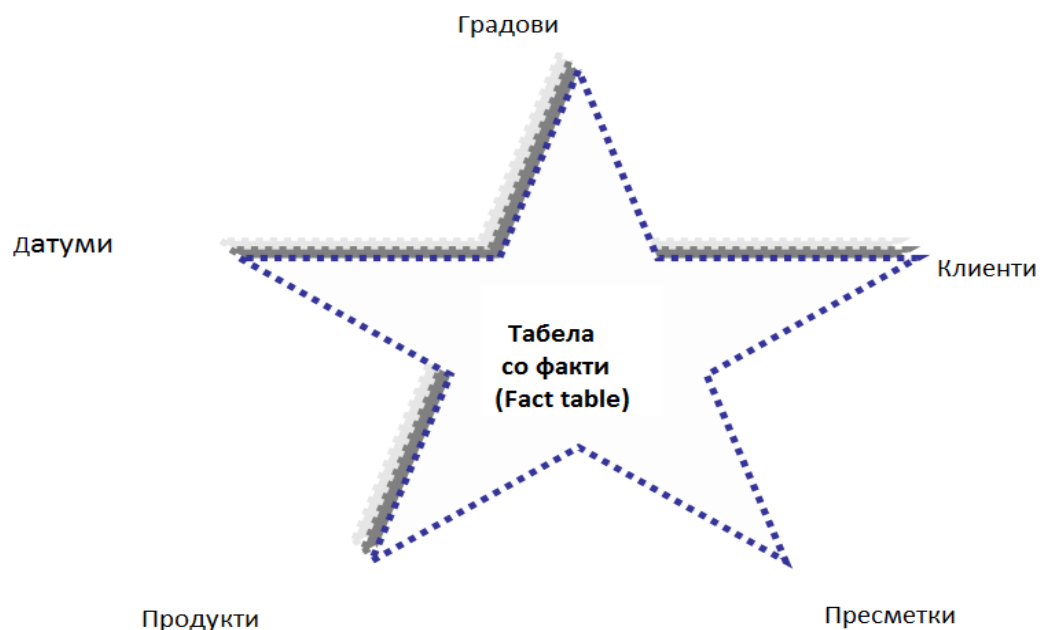 Градови
Датуми
Клиенти
Табела
со факти
(Fact table)
Продукти
Пресметки